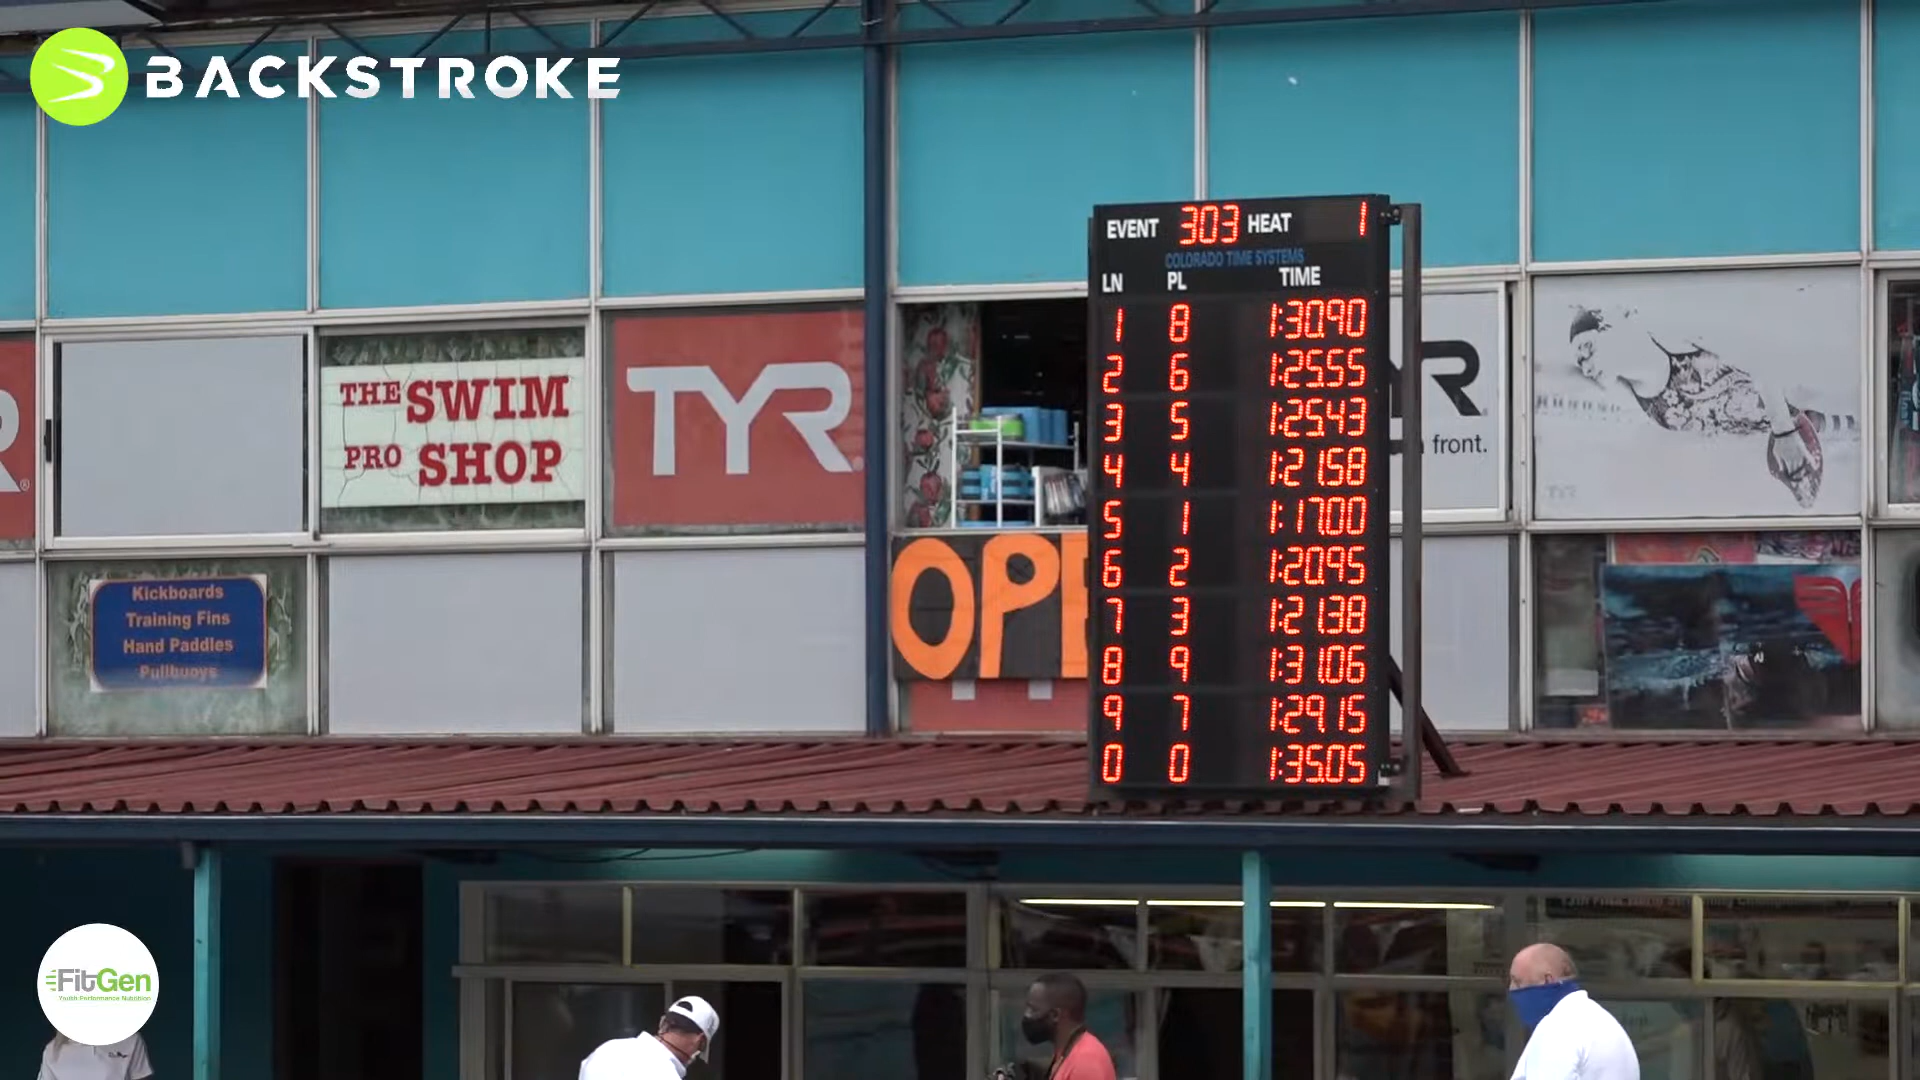 BACKSTROKE
EVENT 303 HEAT 1
COLORADO TIME SYSTEMS
LN PL TIME
1 8 1:30.90
2 6 1:25.55
3 5 1:25.43
4 4 1:21.58
5 1 1:17.00
6 2 1:20.95
7 3 1:21.38
8 9 1:31.06
9 7 1:29.15
0 0 1:35.05
THE SWIM
PRO SHOP
TYR
R
front.
Kickboards
Training Fins
Hand Paddles
Pullbuoys
OPE
FitGen
Youth Performance Nutrition